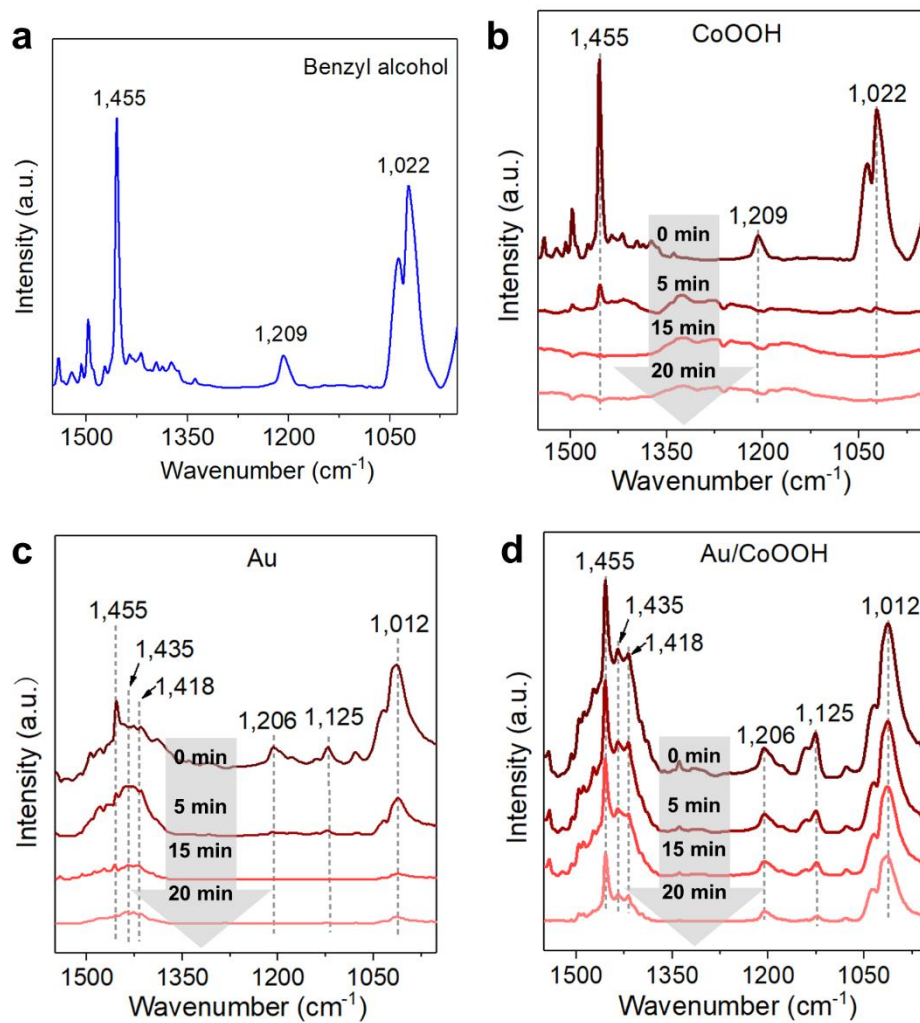 a
Benzyl alcohol
1,455
1,022
1,209
Intensity (a.u.)
1500 1350 1200 1050
Wavenumber (cm⁻¹)
b
CoOOH
1,455
1,022
1,209
0 min
5 min
15 min
20 min
Intensity (a.u.)
1500 1350 1200 1050
Wavenumber (cm⁻¹)
c
Au
1,455
1,435
1,418
1,012
1,206 1,125
0 min
5 min
15 min
20 min
Intensity (a.u.)
1500 1350 1200 1050
Wavenumber (cm⁻¹)
d
Au/CoOOH
1,455
1,435
1,418
1,012
1,125
1,206
0 min
5 min
15 min
20 min
Intensity (a.u.)
1500 1350 1200 1050
Wavenumber (cm⁻¹)